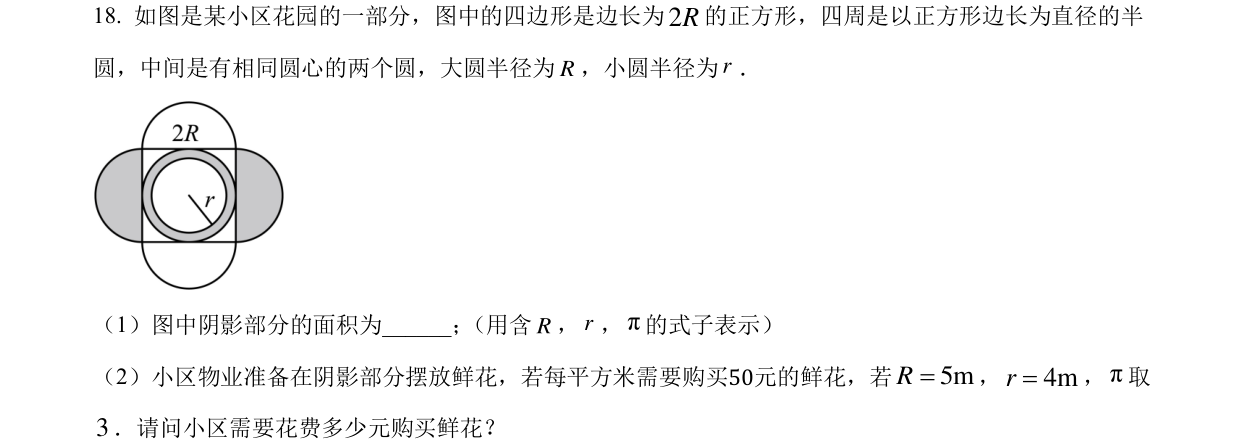 18. 如图是某小区花园的一部分，图中的四边形是边长为2R的正方形，四周是以正方形边长为直径的半
圆，中间是有相同圆心的两个圆，大圆半径为R，小圆半径为r．
2R
r
（1）图中阴影部分的面积为______；（用含R，r，π的式子表示）
（2）小区物业准备在阴影部分摆放鲜花，若每平方米需要购买50元的鲜花，若R=5m，r=4m，π取
3．请问小区需要花费多少元购买鲜花？